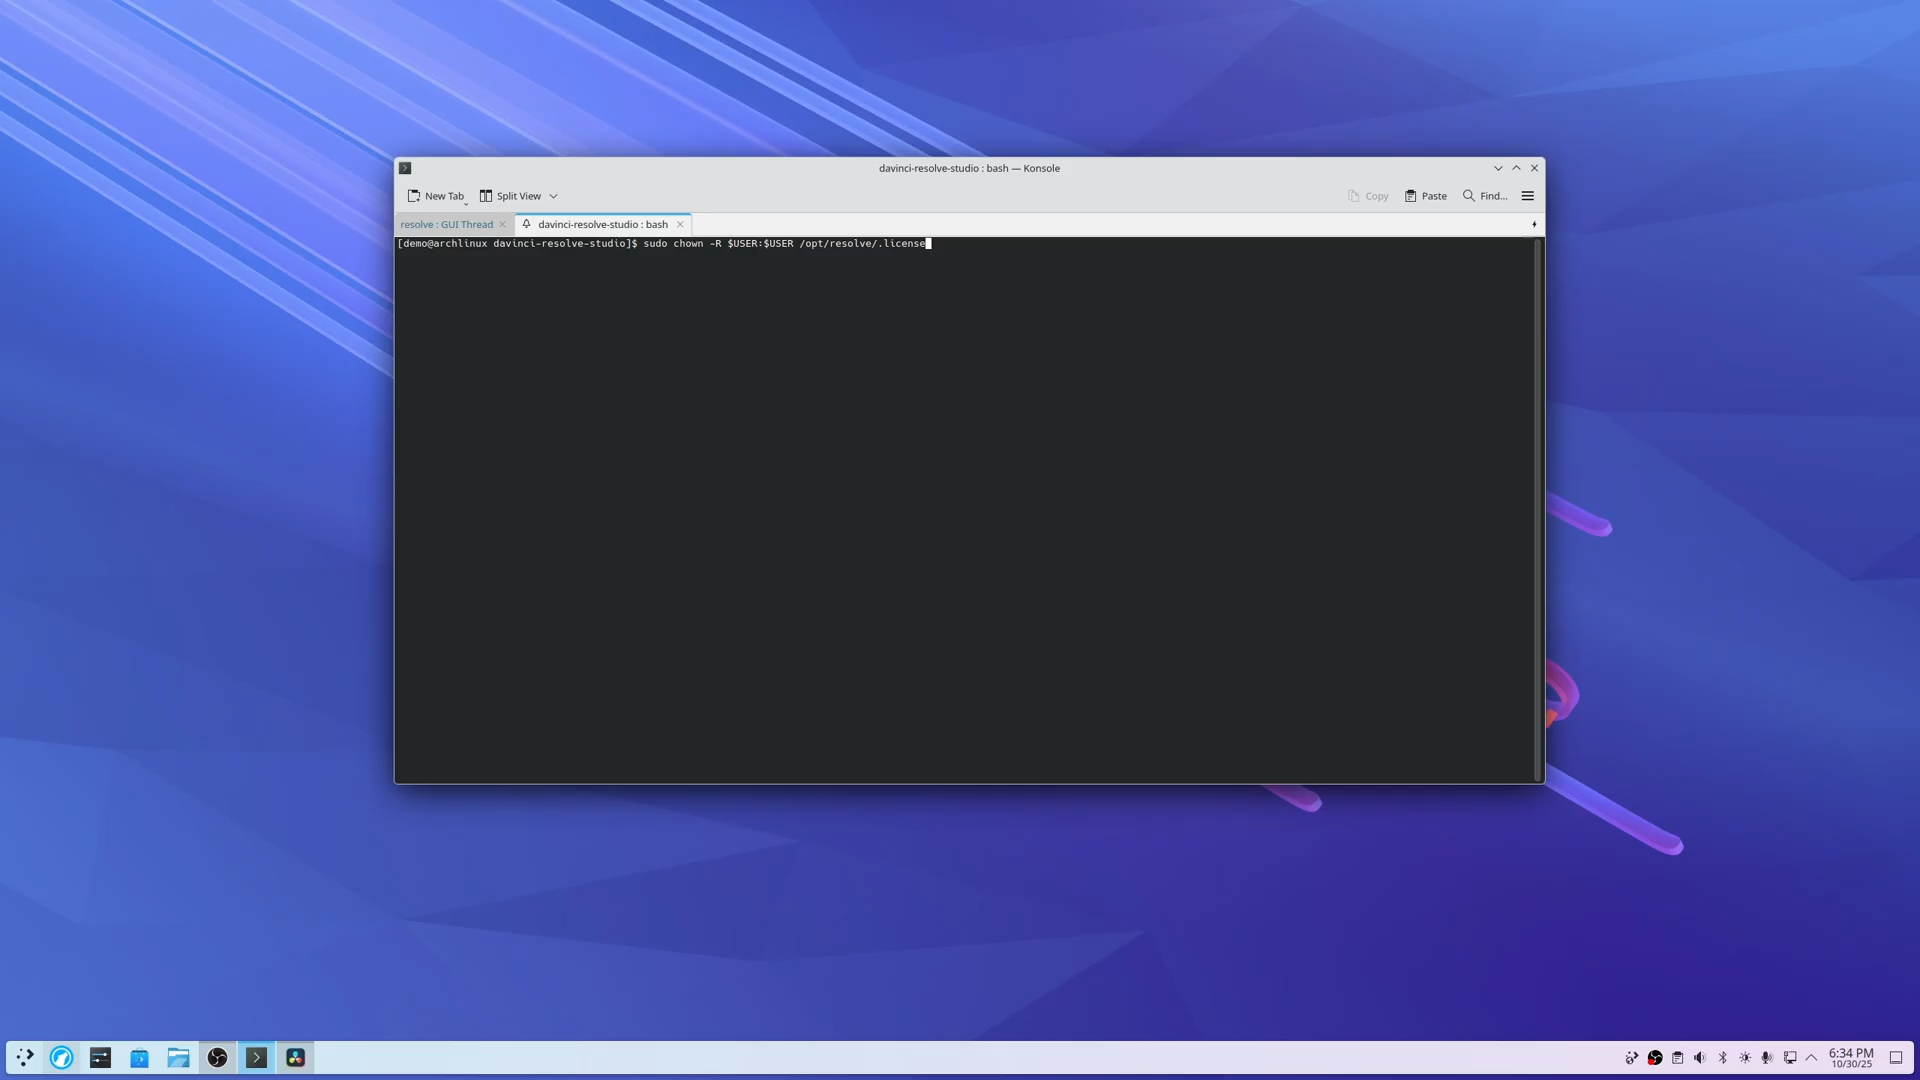 davinci-resolve-studio : bash — Konsole
New Tab Split View Copy Paste Find...
resolve : GUI Thread davinci-resolve-studio : bash
[demo@archlinux davinci-resolve-studio]$ sudo chown -R $USER:$USER /opt/resolve/.license
6:34 PM
10/30/25